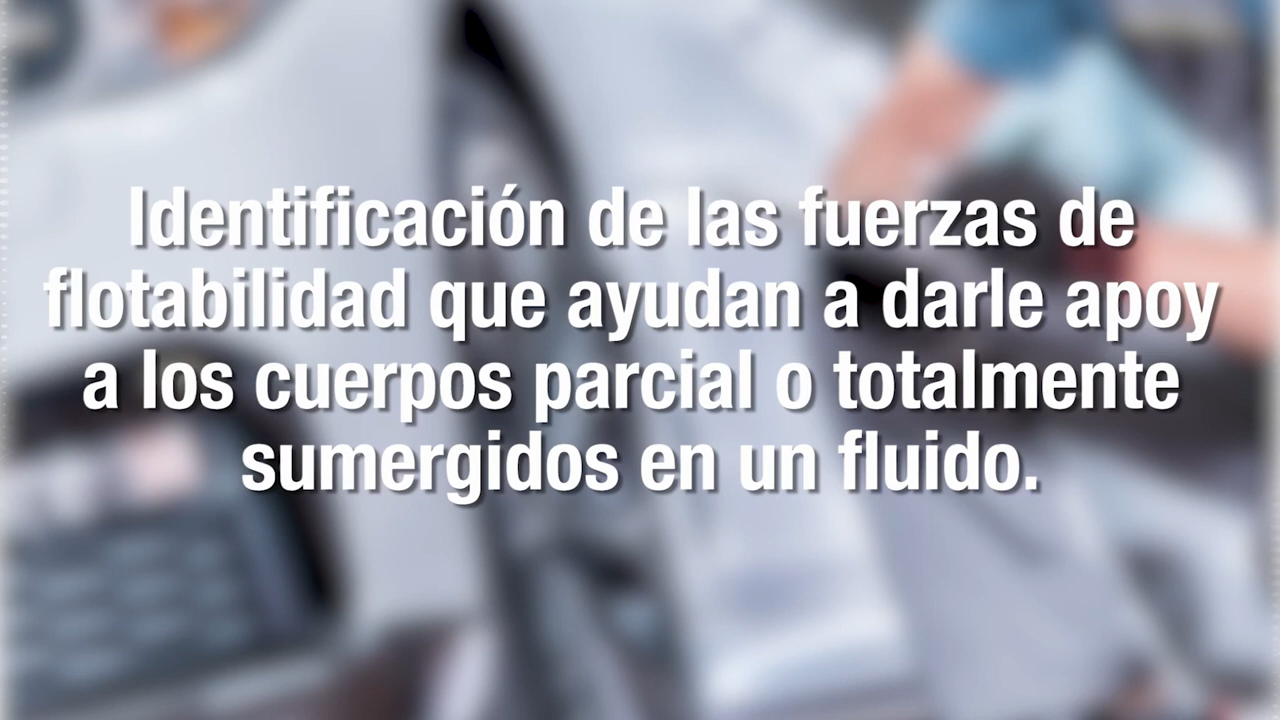 Identificación de las fuerzas de
flotabilidad que ayudan a darle apoy
a los cuerpos parcial o totalmente
sumergidos en un fluido.